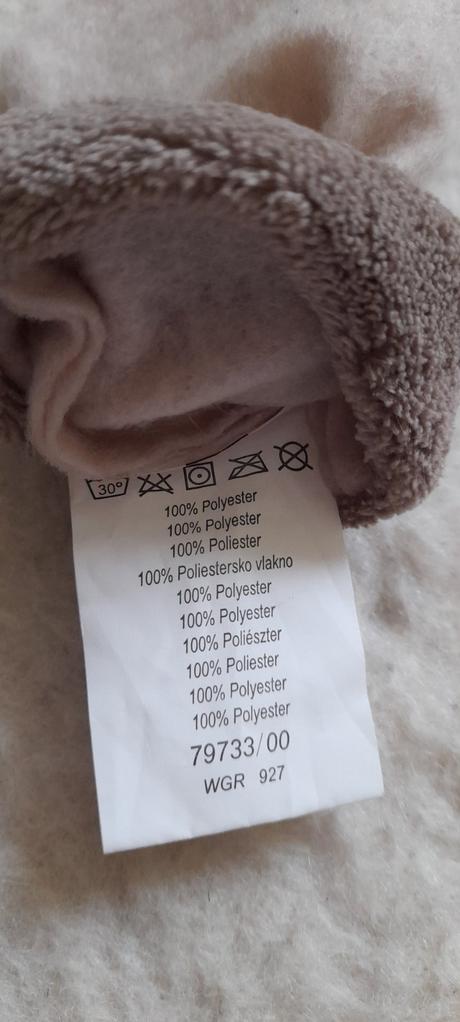 30°
100% Polyester
100% Polyester
100% Poliester
100% Poliestersko vlakno
100% Polyester
100% Polyester
100% Poliészter
100% Poliester
100% Polyester
100% Polyester
79733/00
WGR 927